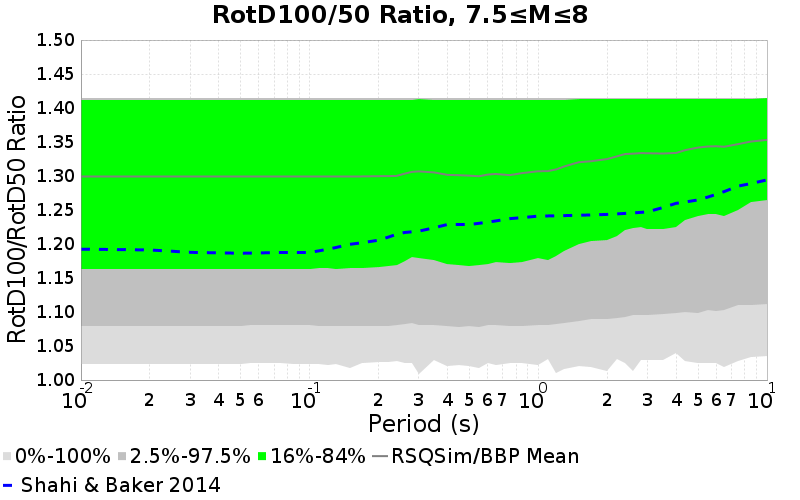 RotD100/50 Ratio, 7.5≤M≤8
RotD100/RotD50 Ratio
1.50
1.45
1.40
1.35
1.30
1.25
1.20
1.15
1.10
1.05
1.00
10-2 2 3 4 5 6 10-1 2 3 4 5 6 7 100 2 3 4 5 6 7 101
Period (s)
0%-100% 2.5%-97.5% 16%-84% RSQSim/BBP Mean
Shahi & Baker 2014